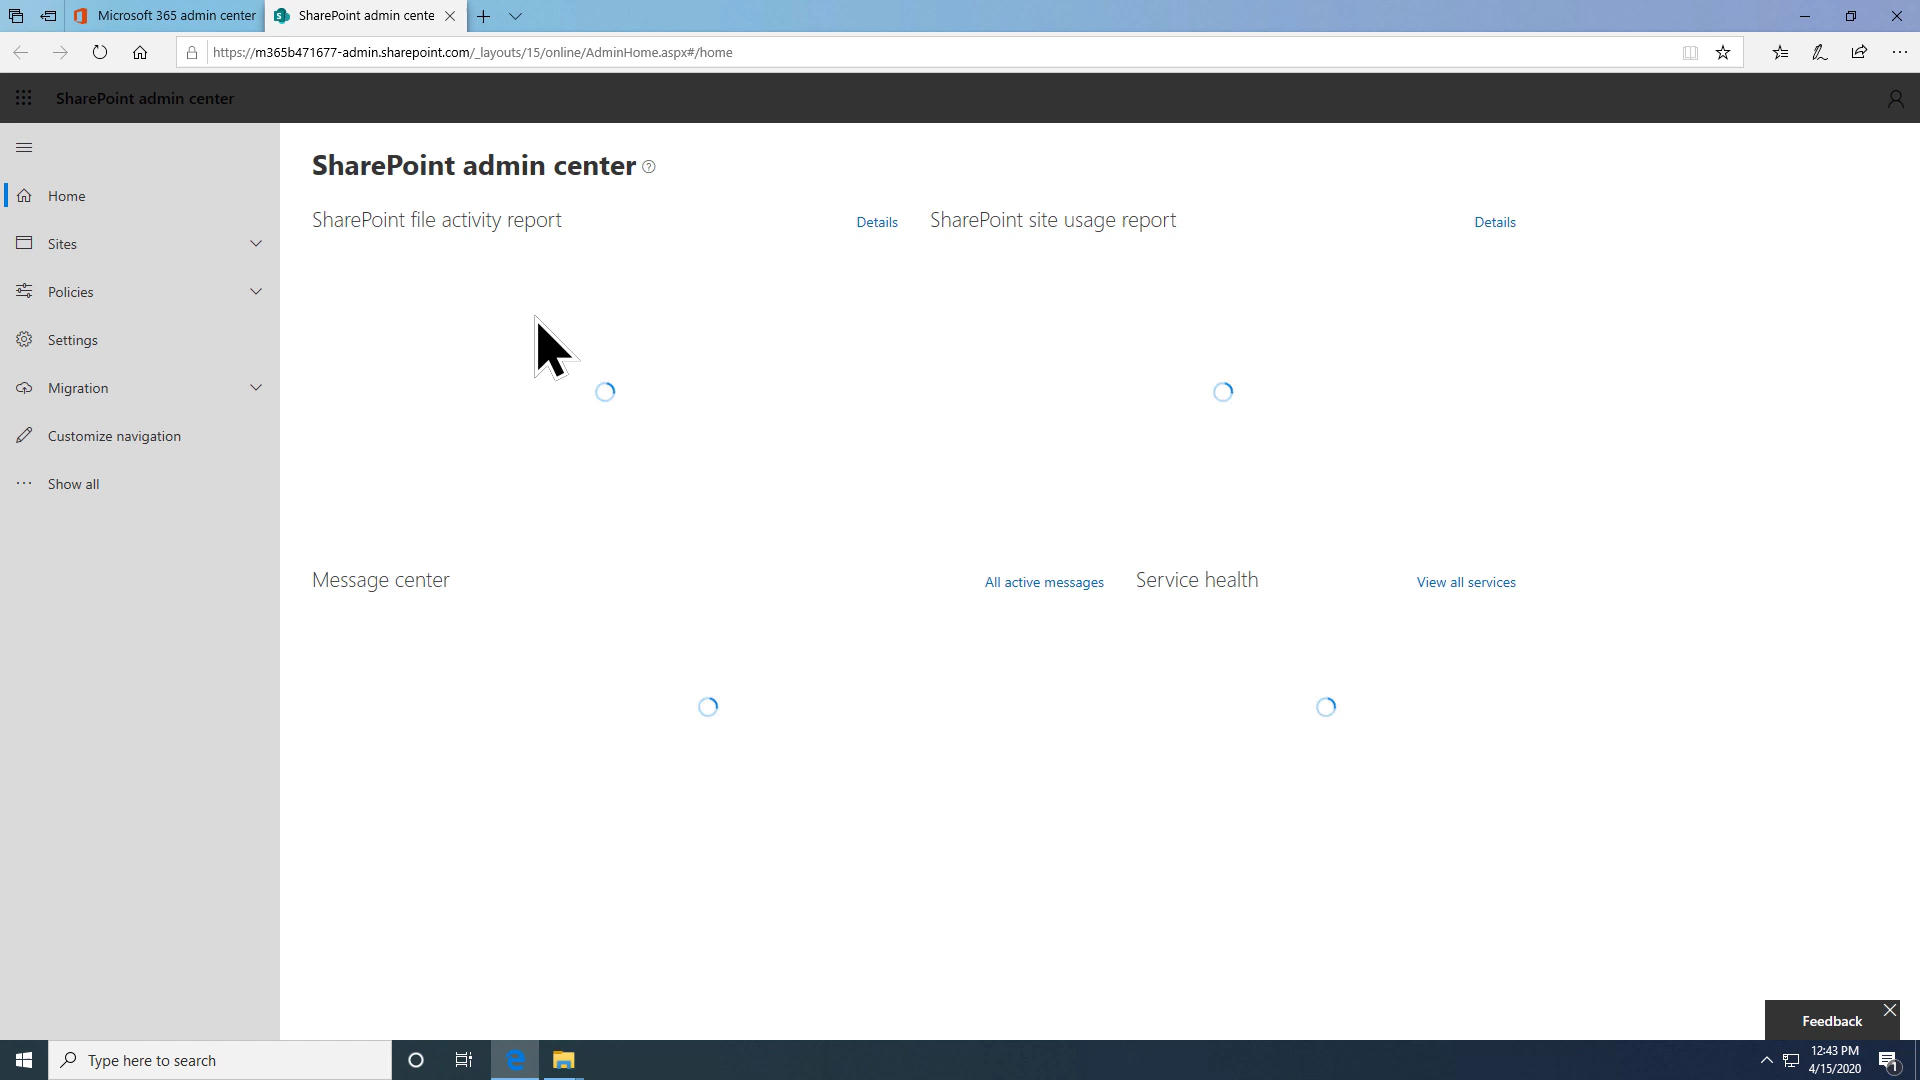 Microsoft 365 admin center
SharePoint admin cente
https://m365b471677-admin.sharepoint.com/_layouts/15/online/AdminHome.aspx#/home
SharePoint admin center
Home
Sites
Policies
Settings
Migration
Customize navigation
Show all
SharePoint admin center
SharePoint file activity report
Details
SharePoint site usage report
Details
Message center
All active messages
Service health
View all services
Feedback
Type here to search
12:43 PM
4/15/2020
1